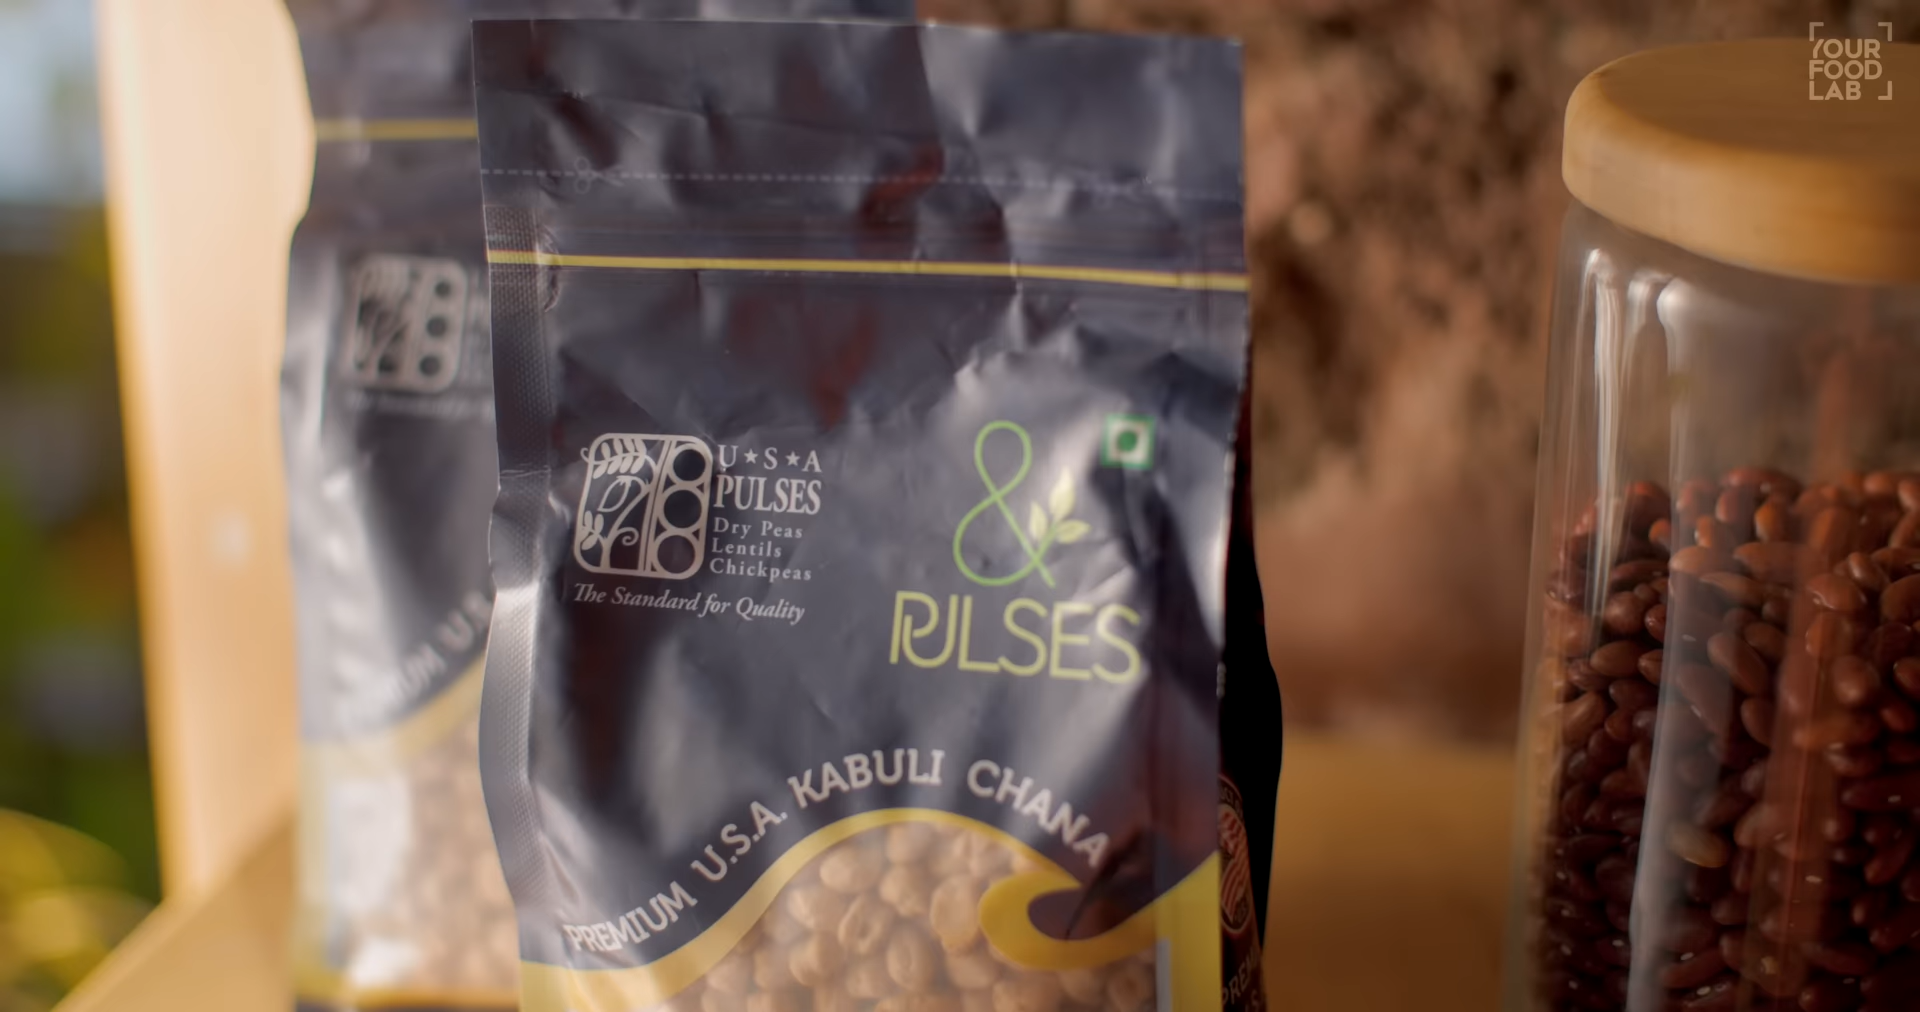 YOUR
FOOD
LAB
U★S★A
PULSES
Dry Peas
Lentils
Chickpeas
The Standard for Quality
&
PULSES
PREMIUM U.S.A. KABULI CHANA